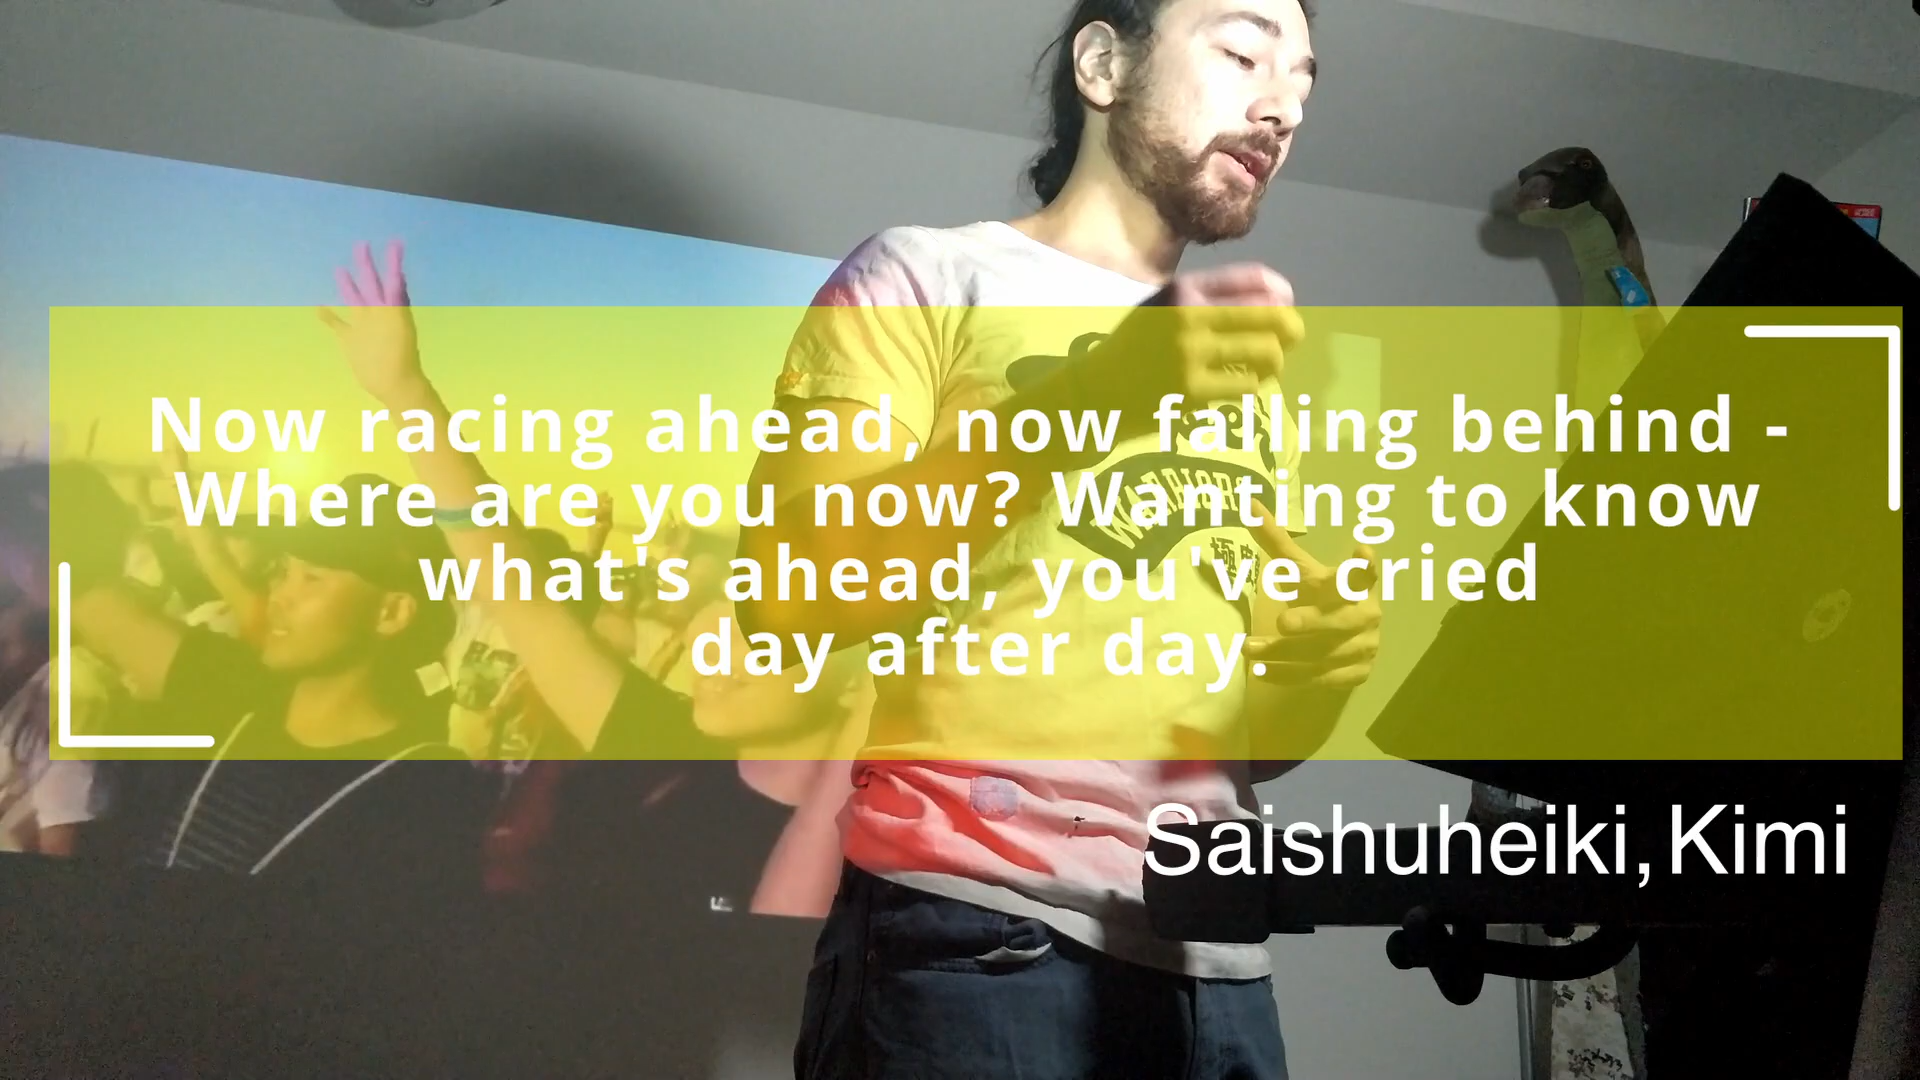 Now racing ahead, now falling behind -
Where are you now? Wanting to know
what's ahead, you've cried
day after day.
WARRIORS
Saishuheiki, Kimi